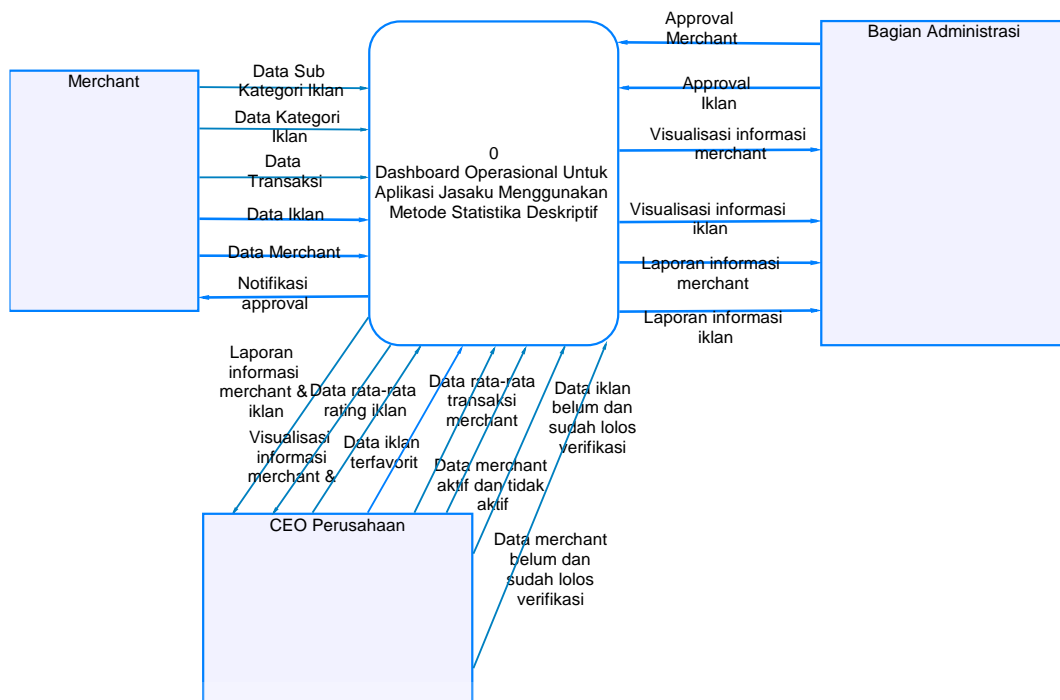 Merchant
Data Sub
Kategori Iklan
Data Kategori
Iklan
Data
Transaksi
Data Iklan
Data Merchant
Notifikasi
approval
0
Dashboard Operasional Untuk
Aplikasi Jasaku Menggunakan
Metode Statistika Deskriptif
Approval
Merchant
Approval
Iklan
Visualisasi informasi
merchant
Visualisasi informasi
iklan
Laporan informasi
merchant
Laporan informasi
iklan
Bagian Administrasi
Laporan
informasi
merchant &
iklan
Visualisasi
informasi
merchant &
Data rata-rata
rating iklan
Data iklan
terfavorit
Data rata-rata
transaksi
merchant
Data merchant
aktif dan tidak
aktif
Data iklan
belum dan
sudah lolos
verifikasi
Data merchant
belum dan
sudah lolos
verifikasi
CEO Perusahaan